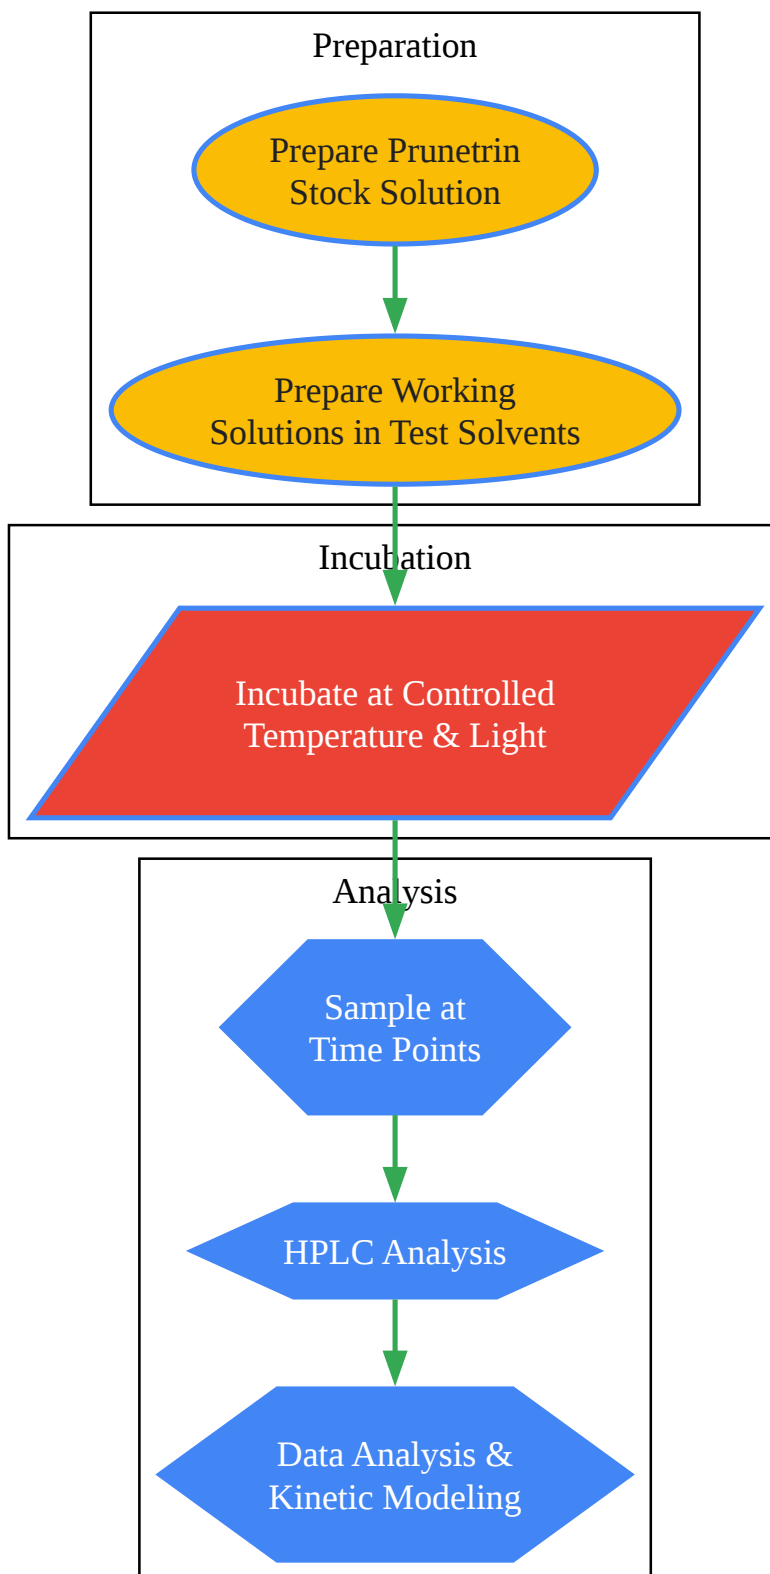 Preparation
Prepare Prunetrin
Stock Solution
Prepare Working
Solutions in Test Solvents
Incubation
Incubate at Controlled
Temperature & Light
Analysis
Sample at
Time Points
HPLC Analysis
Data Analysis &
Kinetic Modeling